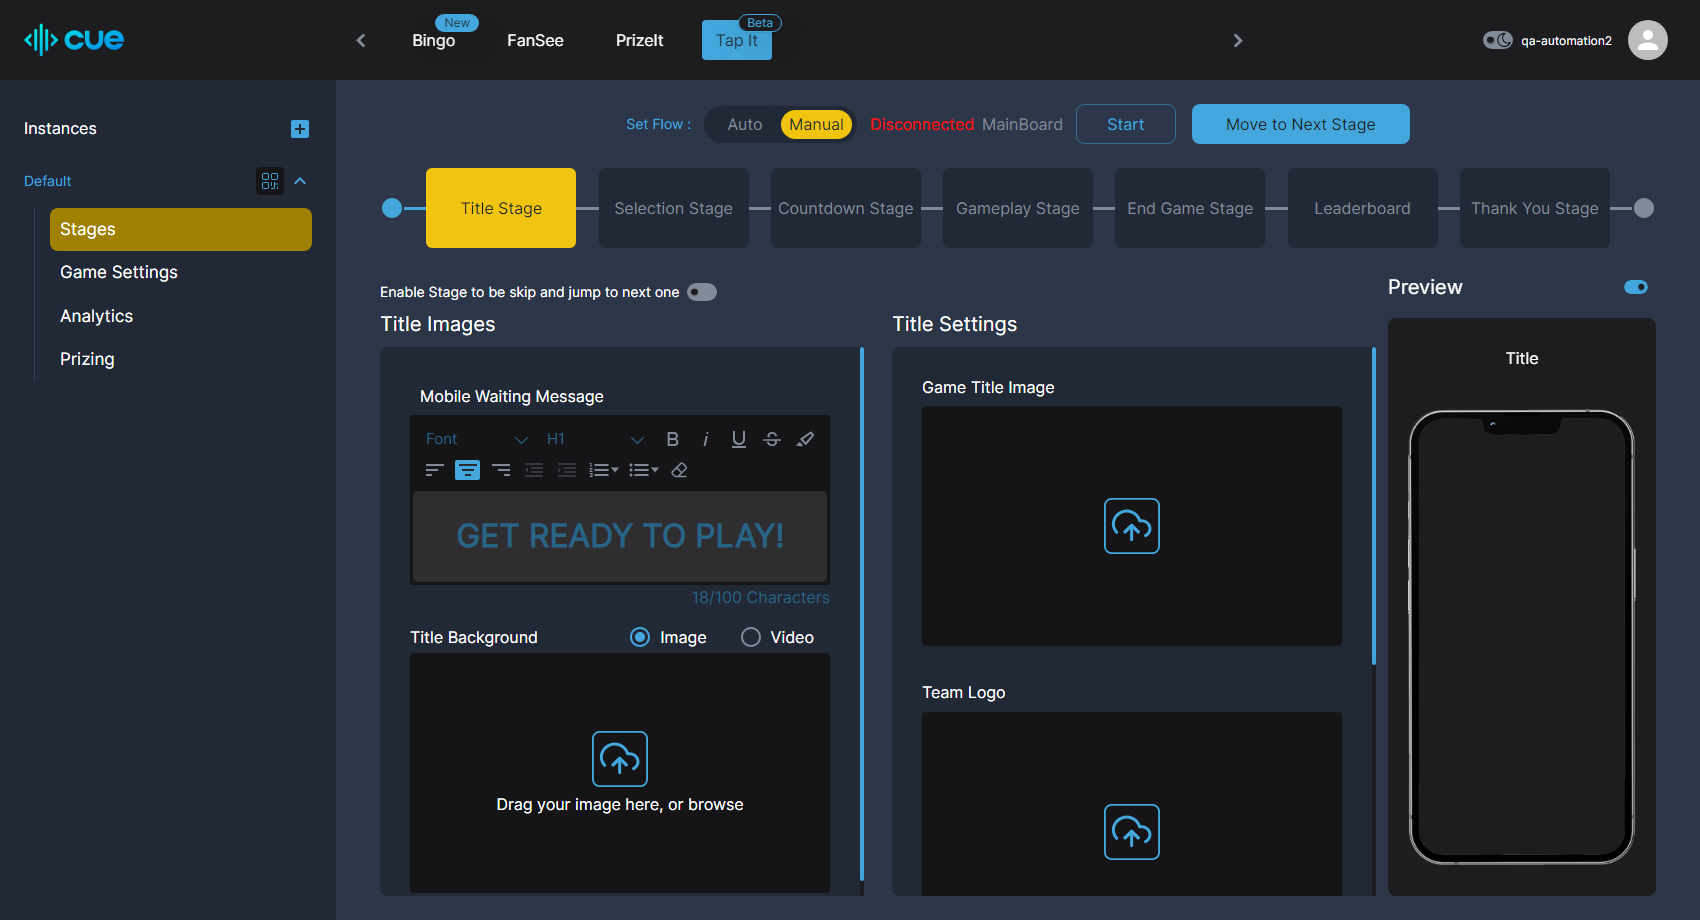 cue
New
Bingo
FanSee
PrizeIt
Beta
Tap It
qa-automation2
Instances
Default
Stages
Game Settings
Analytics
Prizing
Set Flow :
Auto
Manual
Disconnected MainBoard
Start
Move to Next Stage
Title Stage
Selection Stage
Countdown Stage
Gameplay Stage
End Game Stage
Leaderboard
Thank You Stage
Enable Stage to be skip and jump to next one
Title Images
Mobile Waiting Message
Font
H1
B
i
U
S
GET READY TO PLAY!
18/100 Characters
Title Background
Image
Video
Drag your image here, or browse
Title Settings
Game Title Image
Team Logo
Preview
Title